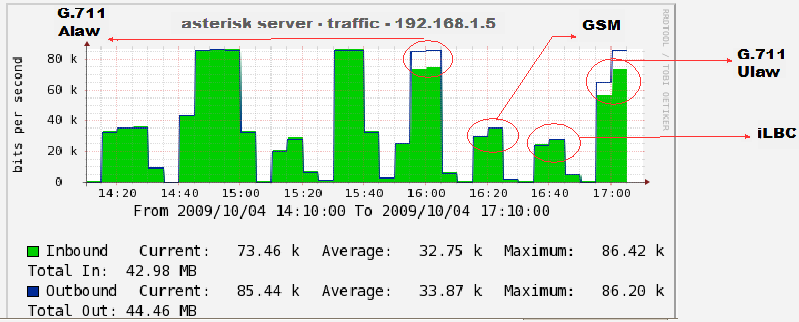 G.711
Alaw
asterisk server - traffic - 192.168.1.5
GSM
G.711
Ulaw
iLBC
RRDTOOL / TOBI OETIKER
bits per second
80 k
60 k
40 k
20 k
0
14:20 14:40 15:00 15:20 15:40 16:00 16:20 16:40 17:00
From 2009/10/04 14:10:00 To 2009/10/04 17:10:00
Inbound Current: 73.46 k Average: 32.75 k Maximum: 86.42 k
Total In: 42.98 MB
Outbound Current: 85.44 k Average: 33.87 k Maximum: 86.20 k
Total Out: 44.46 MB